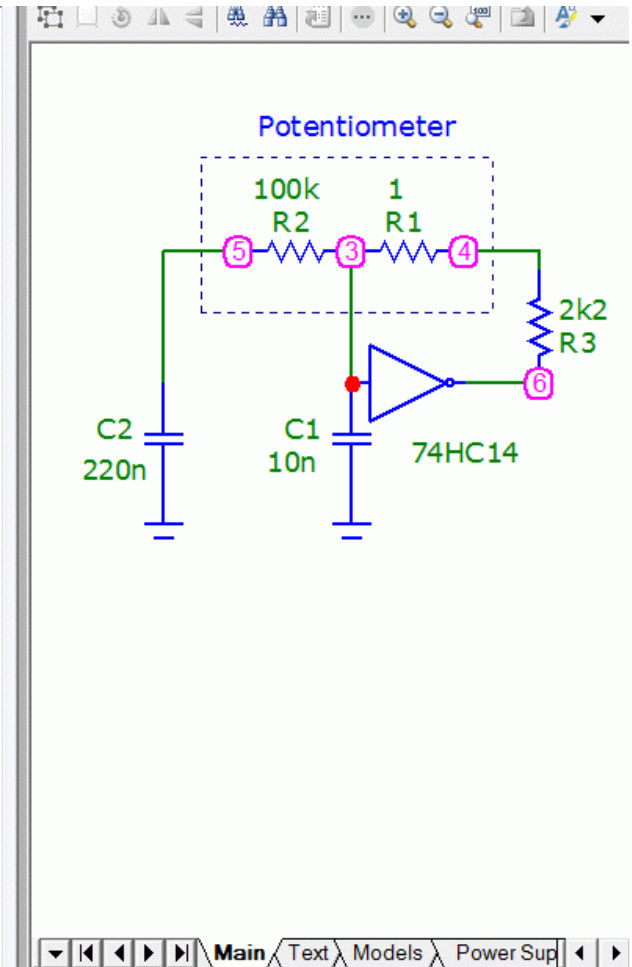 100
Potentiometer
100k 1
R2 R1
5 3 4
2k2
R3
6
C2 C1
220n 10n
74HC14
Main Text Models Power Sup